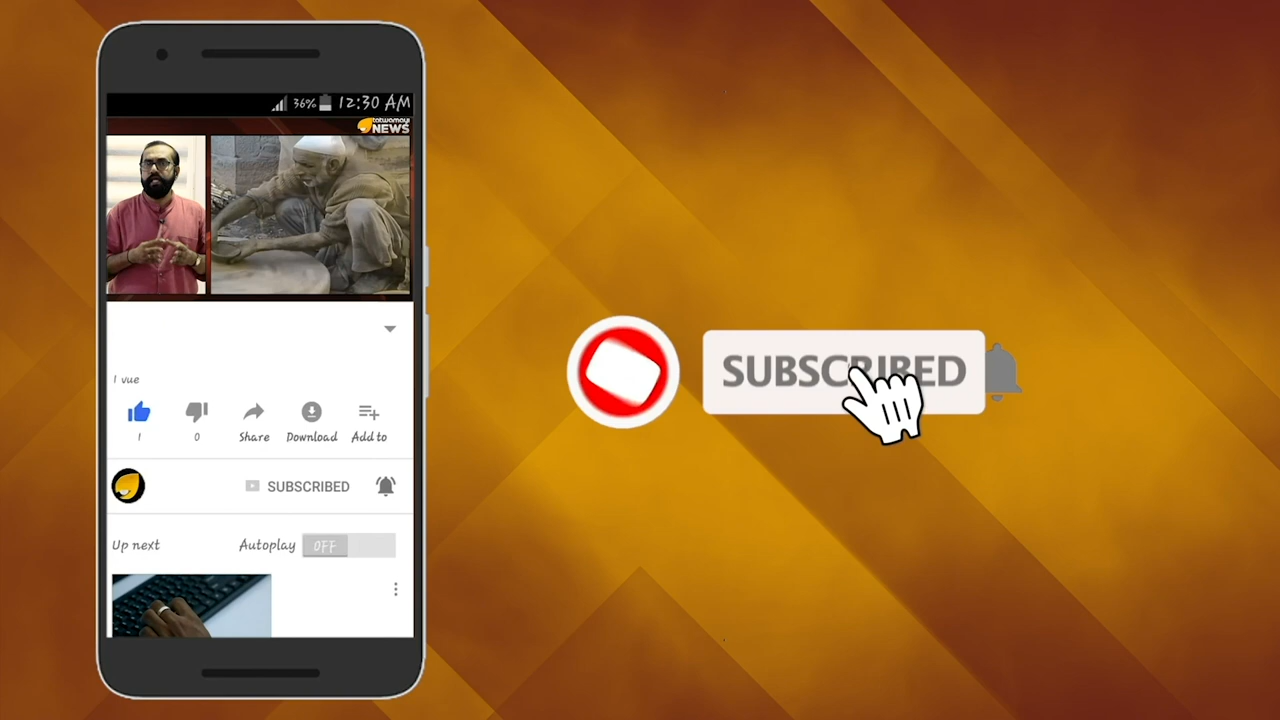 36% 12:30 AM
tatwamayi
NEWS
1 vue
1
0
Share
Download
Add to
SUBSCRIBED
Up next
Autoplay
OFF
SUBSCRIBED